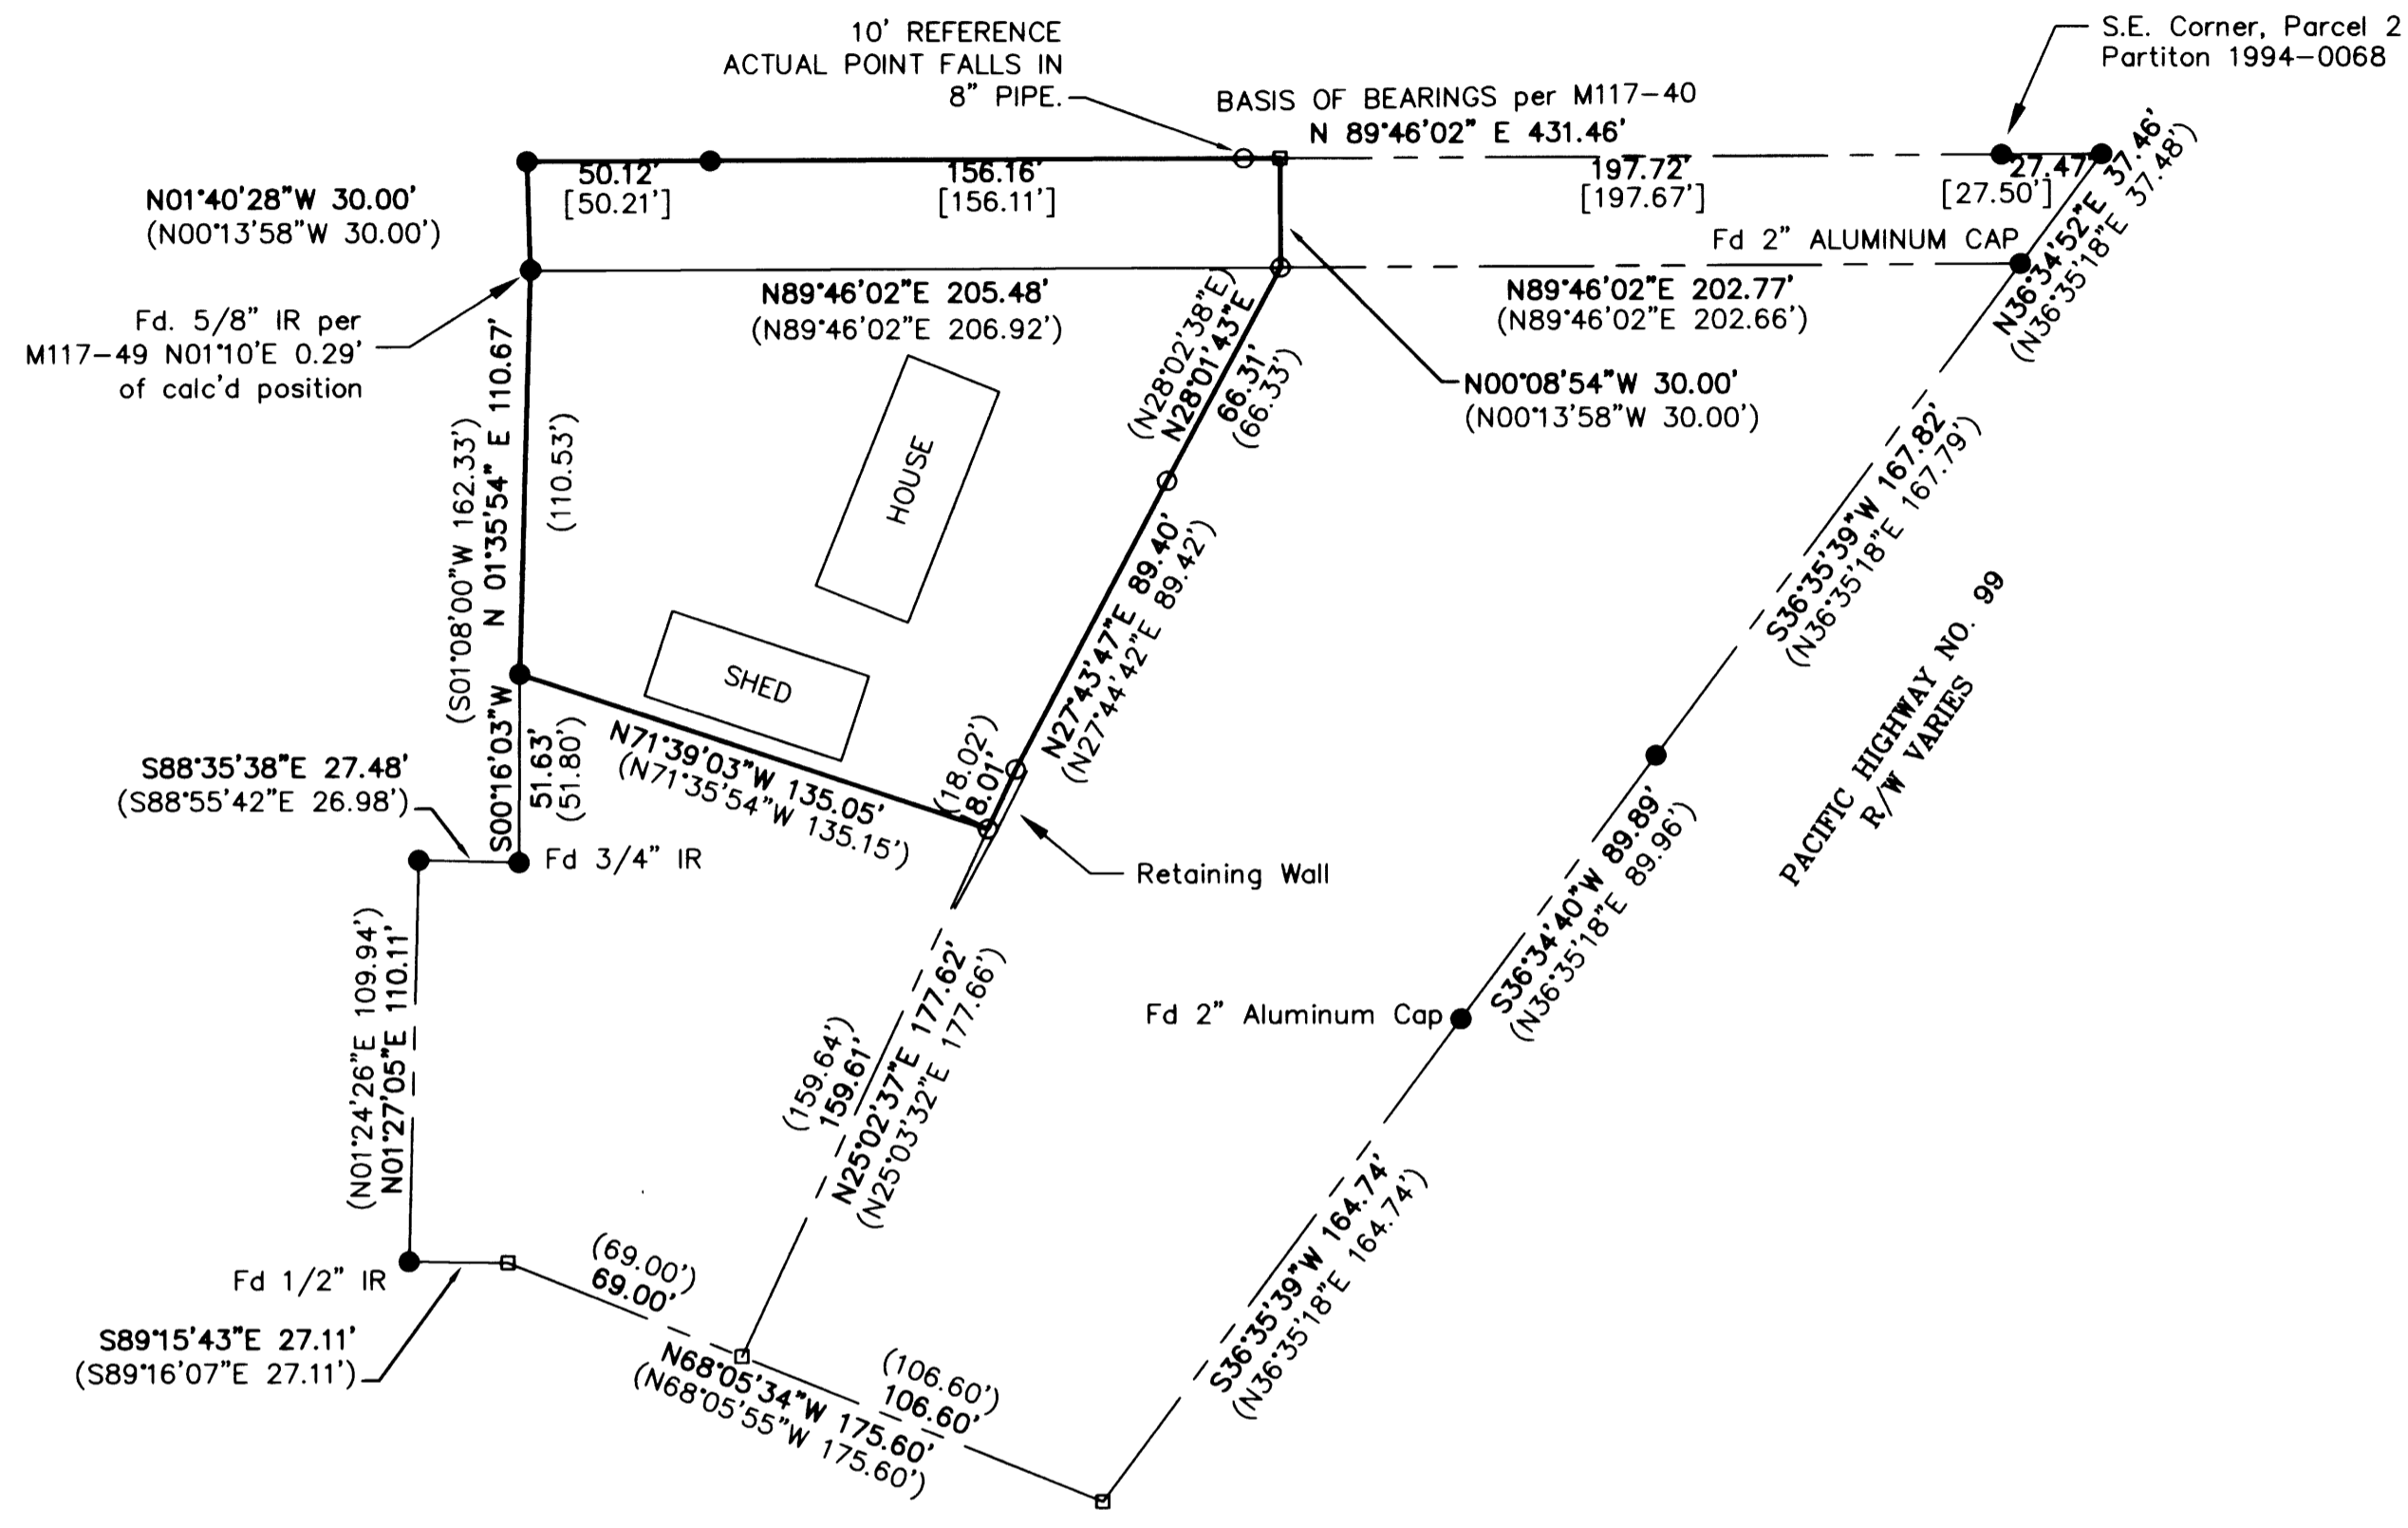 10' REFERENCE
ACTUAL POINT FALLS IN
8" PIPE.
S.E. Corner, Parcel 2
Partiton 1994-0068
BASIS OF BEARINGS per M117-40
N 89°46'02" E 431.46'
50.12'
[50.21']
156.16'
[156.11']
197.72'
[197.67']
27.47'
[27.50']
N36°34'52"E 37.46'
(N36°35'18"E 37.48')
N01°40'28"W 30.00'
(N00°13'58"W 30.00')
Fd 2" ALUMINUM CAP
N89°46'02"E 205.48'
(N89°46'02"E 206.92')
N89°46'02"E 202.77'
(N89°46'02"E 202.66')
Fd. 5/8" IR per
M117-49 N01°10'E 0.29'
of calc'd position
(N28°02'38"E)
N28°01'43"E
66.31'
(66.33')
N00°08'54"W 30.00'
(N00°13'58"W 30.00')
(S01°08'00"W 162.33')
N 01°35'54" E 110.67'
(110.53')
HOUSE
SHED
N27°43'47"E 89.40'
(N27°44'42"E 89.42')
S36°35'39"W 167.82'
(N36°35'18"E 167.79')
PACIFIC HIGHWAY NO. 99
R/W VARIES
S00°16'03"W
51.63'
(51.80')
N71°39'03"W 135.05'
(N71°35'54"W 135.15')
(18.02')
18.01'
S88°35'38"E 27.48'
(S88°55'42"E 26.98')
Fd 3/4" IR
Retaining Wall
S36°34'40"W 89.89'
(N36°35'18"E 89.96')
Fd 2" Aluminum Cap
(N01°24'26"E 109.94')
N01°27'05"E 110.11'
(159.64')
159.61'
N25°02'37"E 177.62'
(N25°03'32"E 177.66')
Fd 1/2" IR
(69.00')
69.00'
S36°35'39"W 164.74'
(N36°35'18"E 164.74')
S89°15'43"E 27.11'
(S89°16'07"E 27.11')
N68°05'34"W 175.60'
(N68°05'55"W 175.60')
(106.60')
106.60'